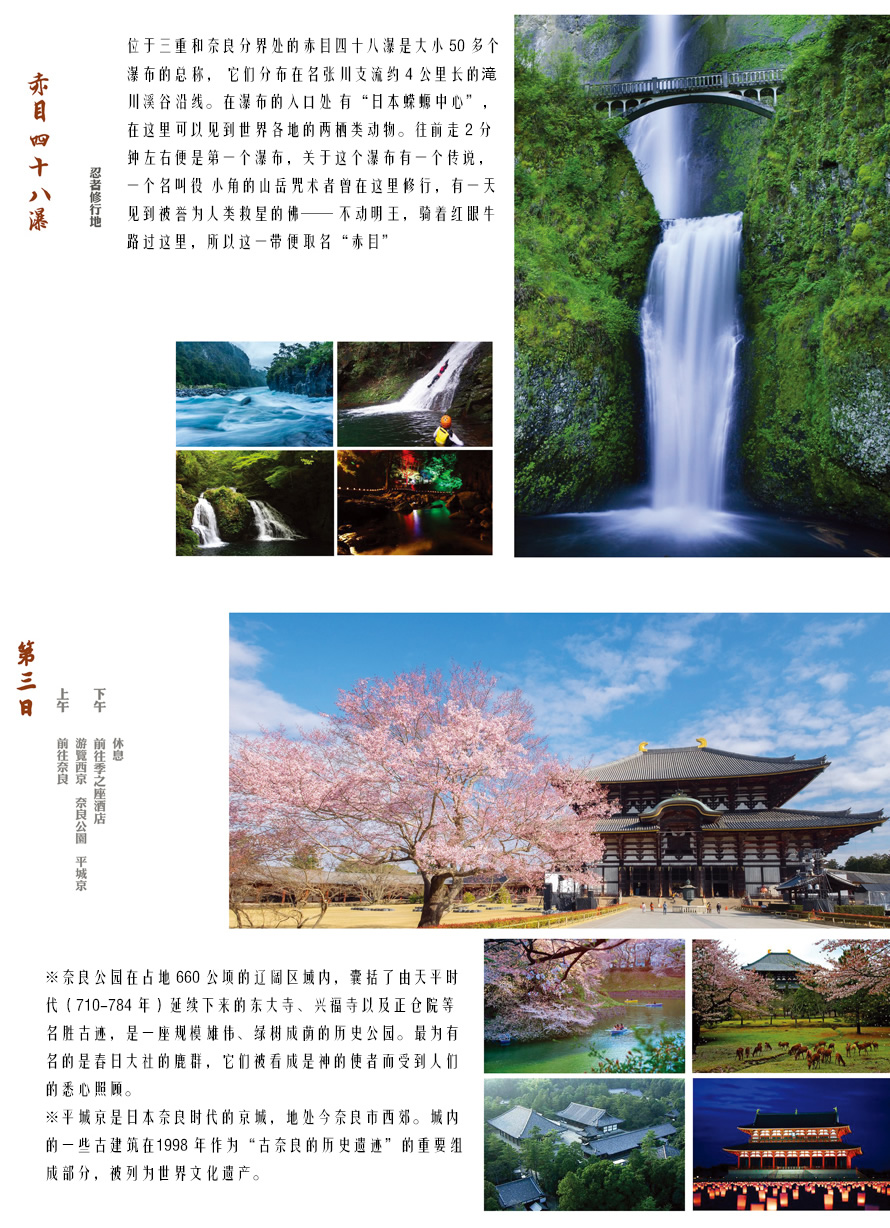 赤目四十八瀑
忍者修行地
位于三重和奈良分界处的赤目四十八瀑是大小 50 多个
瀑布的总称， 它们分布在名张川支流约 4 公里长的滝
川溪谷沿线。在瀑布的入口处 有“日本蝾螈中心”，
在这里可以见到世界各地的两栖类动物。往前走 2 分
钟左右便是第一个瀑布，关于这个瀑布有一个传说，
一个名叫役 小角的山岳咒术者曾在这里修行，有一天
见到被誉为人类救星的佛—— 不动明王，骑着红眼牛
路过这里，所以这一带便取名“赤目”
第三日
上午
前往奈良
游覽西京 奈良公園 平城京
下午
前往季之座酒店
休息
※奈良公园在占地 660 公顷的辽阔区域内，囊括了由天平时
代（710-784 年）延续下来的东大寺、兴福寺以及正仓院等
名胜古迹，是一座规模雄伟、绿树成荫的历史公园。最为有
名的是春日大社的鹿群，它们被看成是神的使者而受到人们
的悉心照顾。
※平城京是日本奈良时代的京城，地处今奈良市西郊。城内
的一些古建筑在1998 年作为“古奈良的历史遗迹”的重要组
成部分，被列为世界文化遗产。